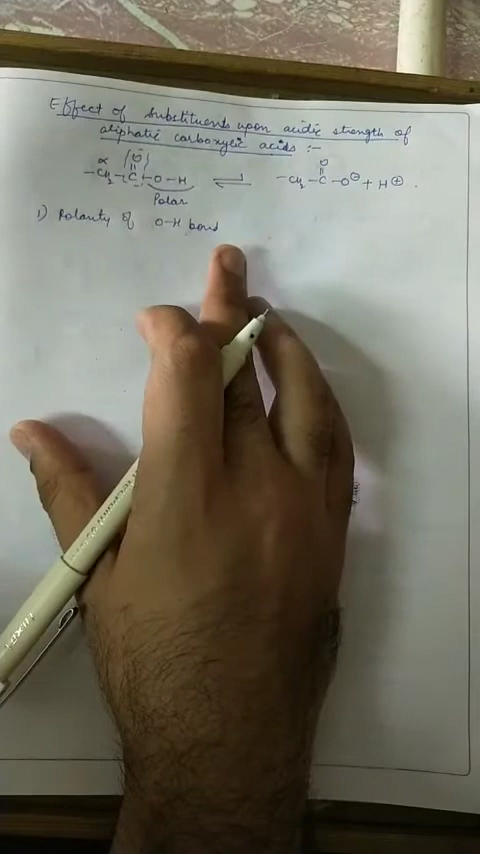 Effect of substituents upon acidic strength of
aliphatic carboxylic acids :-
α O O
-CH2-C-O-H ⇌ -CH2-C-O⊖ + H⊕.
Polar
1) Polarity of O-H bond